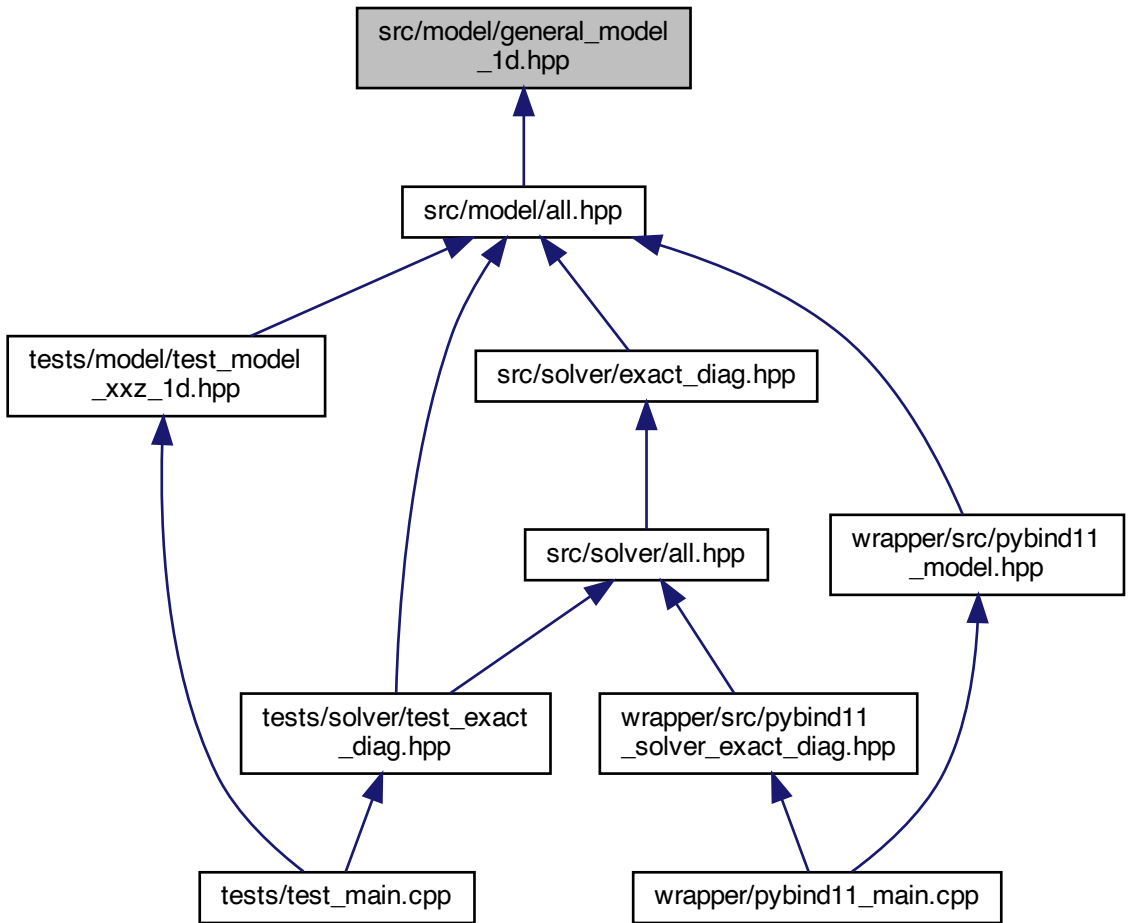 src/model/general_model
_1d.hpp
src/model/all.hpp
tests/model/test_model
_xxz_1d.hpp
src/solver/exact_diag.hpp
src/solver/all.hpp
wrapper/src/pybind11
_model.hpp
tests/solver/test_exact
_diag.hpp
wrapper/src/pybind11
_solver_exact_diag.hpp
tests/test_main.cpp
wrapper/pybind11_main.cpp